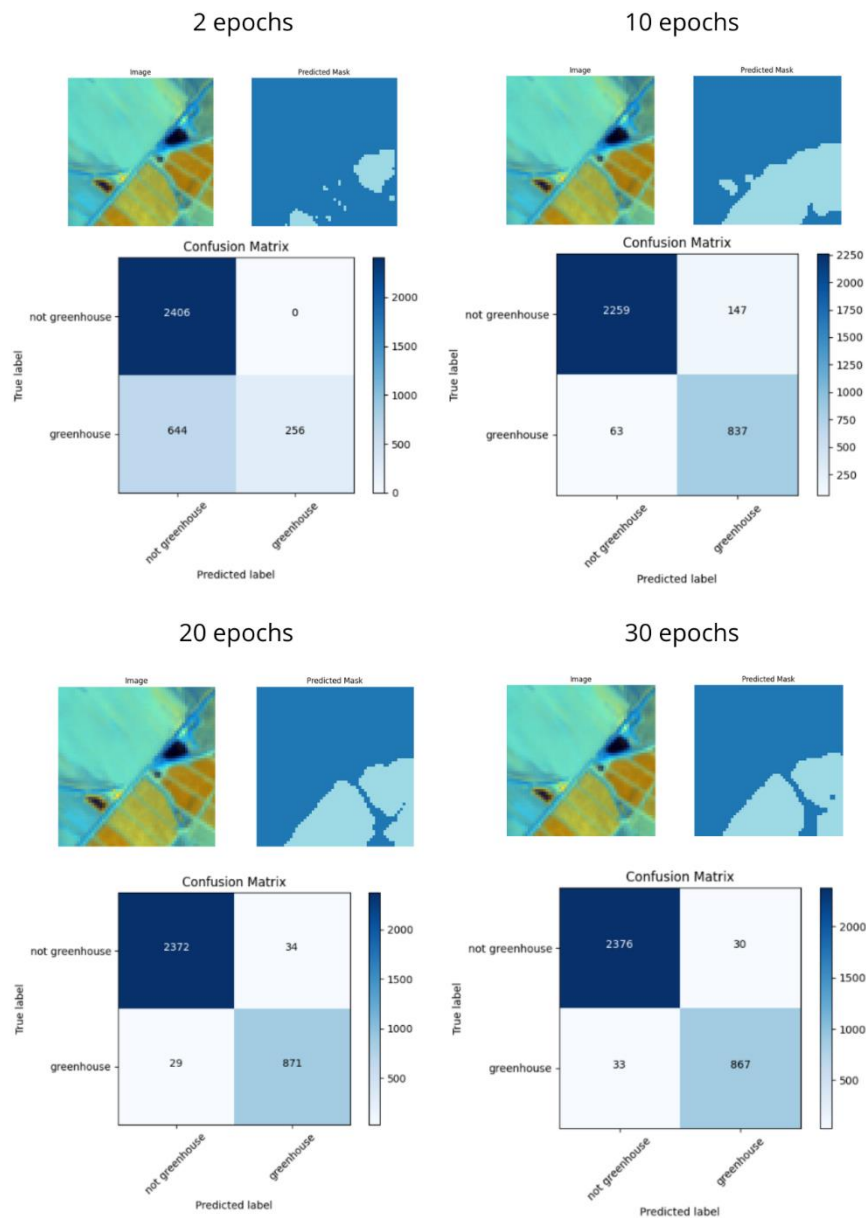 2 epochs
Image
Predicted Mask
Confusion Matrix
not greenhouse
greenhouse
True label
2406
0
644
256
2000
1500
1000
500
0
not greenhouse
greenhouse
Predicted label
10 epochs
Image
Predicted Mask
Confusion Matrix
not greenhouse
greenhouse
True label
2259
147
63
837
2250
2000
1750
1500
1250
1000
750
500
250
not greenhouse
greenhouse
Predicted label
20 epochs
Image
Predicted Mask
Confusion Matrix
not greenhouse
greenhouse
True label
2372
34
29
871
2000
1500
1000
500
not greenhouse
greenhouse
Predicted label
30 epochs
Image
Predicted Mask
Confusion Matrix
not greenhouse
greenhouse
True label
2376
30
33
867
2000
1500
1000
500
not greenhouse
greenhouse
Predicted label